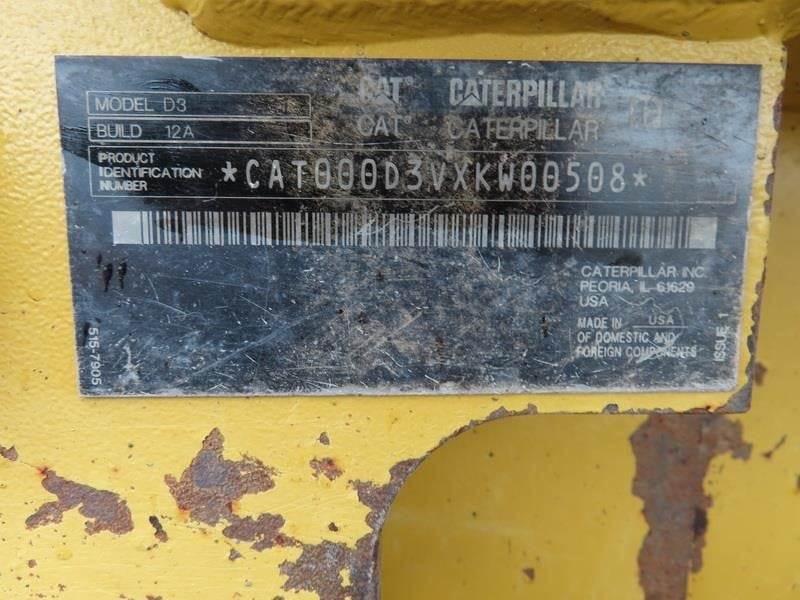 CAT® CATERPILLAR
CAT® CATERPILLAR
MODEL D3
BUILD 12A
PRODUCT IDENTIFICATION NUMBER
*CAT000D3VXKW00508*
CATERPILLAR INC.
PEORIA, IL 61629
USA
MADE IN USA
OF DOMESTIC AND
FOREIGN COMPONENTS
515-7905
ISSUE 1